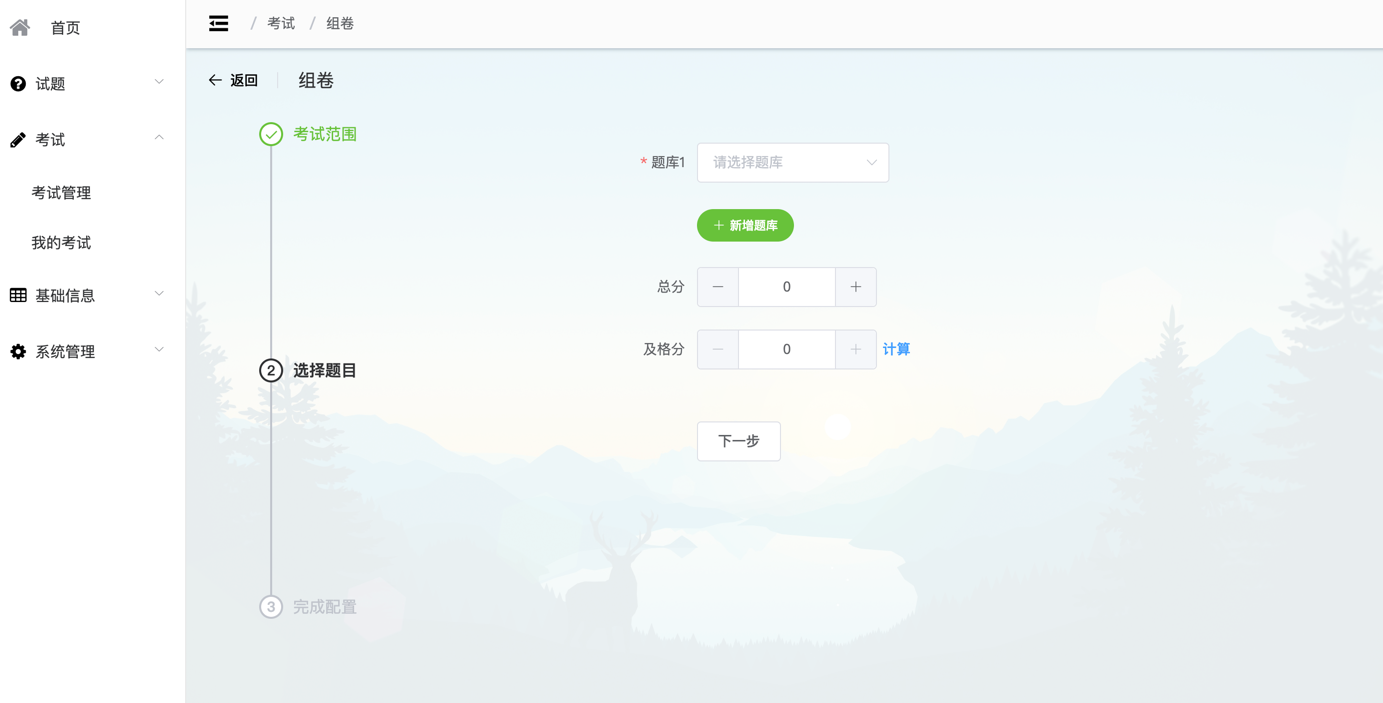 首页
试题
考试
考试管理
我的考试
基础信息
系统管理
/ 考试 / 组卷
返回 组卷
考试范围
* 题库1 请选择题库
+ 新增题库
总分 － 0 +
及格分 － 0 + 计算
2 选择题目
下一步
3 完成配置